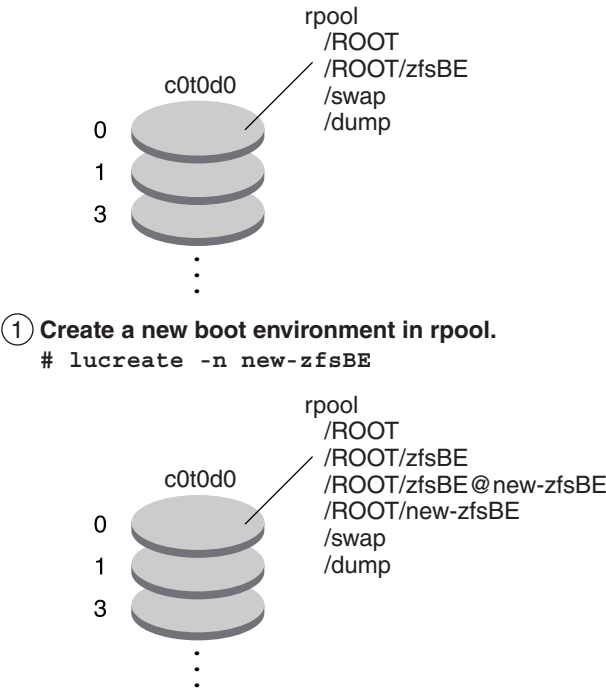 rpool
/ROOT
/ROOT/zfsBE
/swap
/dump
c0t0d0
0
1
3
1 Create a new boot environment in rpool.
# lucreate -n new-zfsBE
rpool
/ROOT
/ROOT/zfsBE
/ROOT/zfsBE@new-zfsBE
/ROOT/new-zfsBE
/swap
/dump
c0t0d0
0
1
3